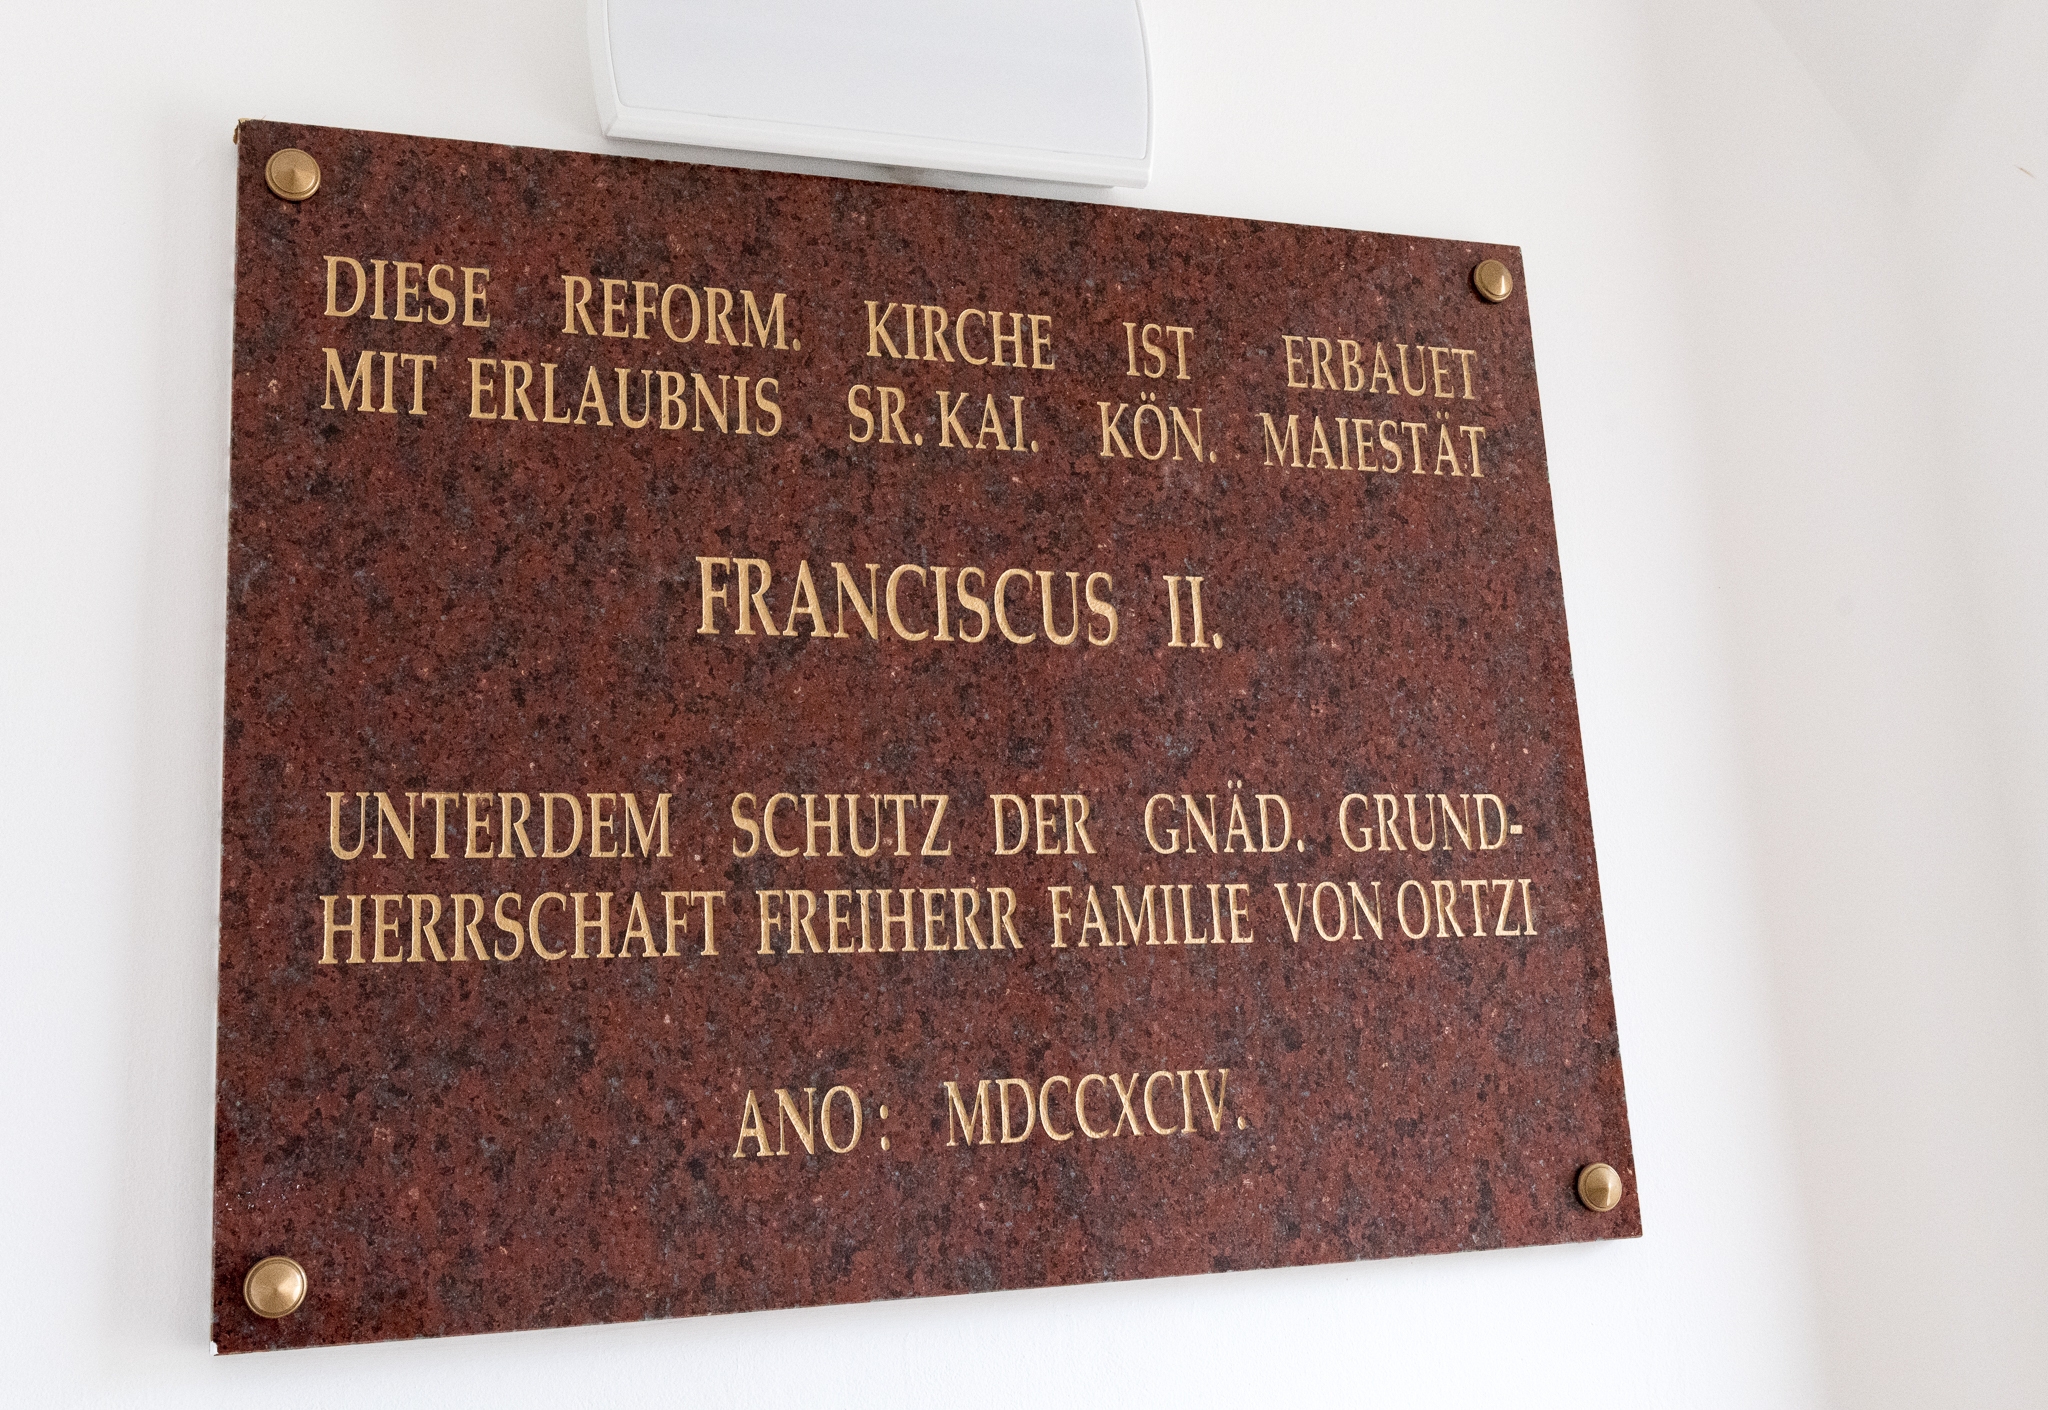 DIESE REFORM. KIRCHE IST ERBAUET
MIT ERLAUBNIS SR. KAI. KÖN. MAIESTÄT
FRANCISCUS II.
UNTERDEM SCHUTZ DER GNÄD. GRUND-
HERRSCHAFT FREIHERR FAMILIE VON ORTZI
ANO: MDCCXCIV.